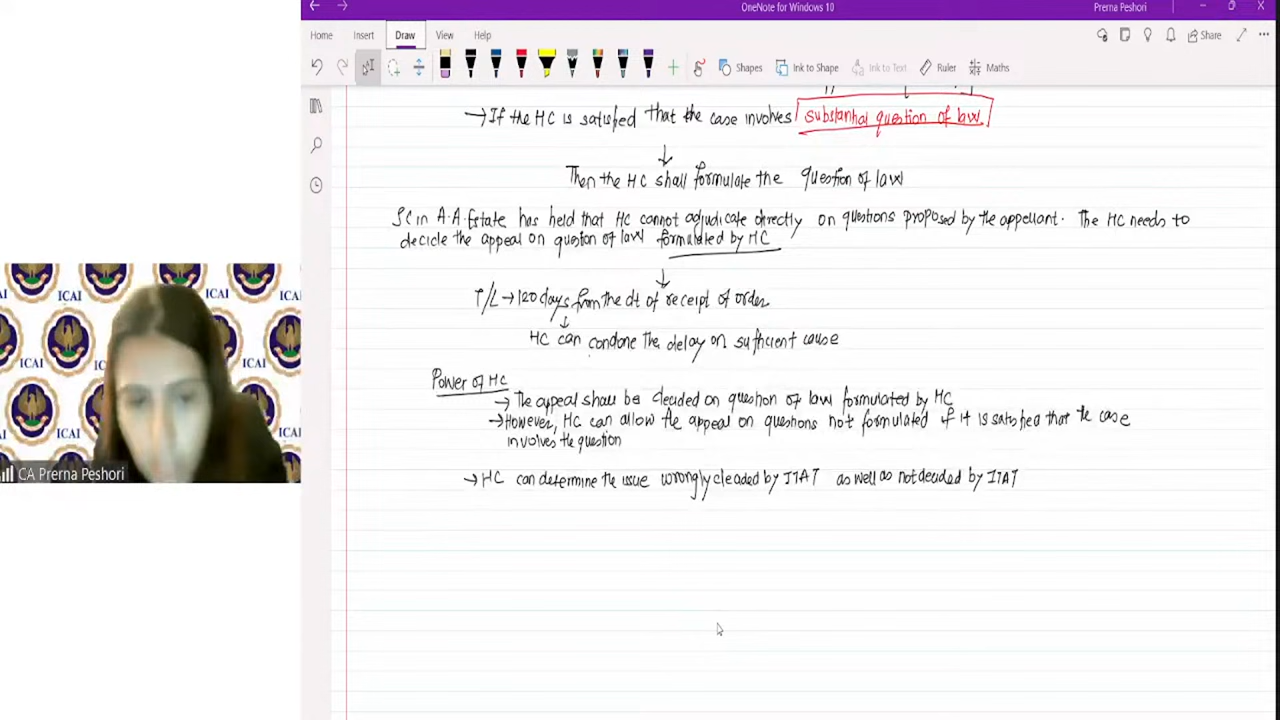 OneNote for Windows 10
Prerna Peshori
Home Insert Draw View Help
Share
Shapes Ink to Shape Ink to Text Ruler Maths
→ If the HC is satisfied that the case involves substantial question of law.
Then the HC shall formulate the question of law
SC in A.A.Estate has held that HC cannot adjudicate directly on questions proposed by the appellant. The HC needs to
decide the appeal on question of law formulated by HC
T/L → 120 days from the dt of receipt of order
HC can condone the delay on sufficient cause
Power of HC
→ The appeal shall be decided on question of law formulated by HC
→ However, HC can allow the appeal on questions not formulated if it is satisfied that the case
involves the question
→ HC can determine the issue wrongly decided by ITAT as well as not decided by ITAT
ICAI
ICAI
ICAI
ICAI
CA Prerna Peshori